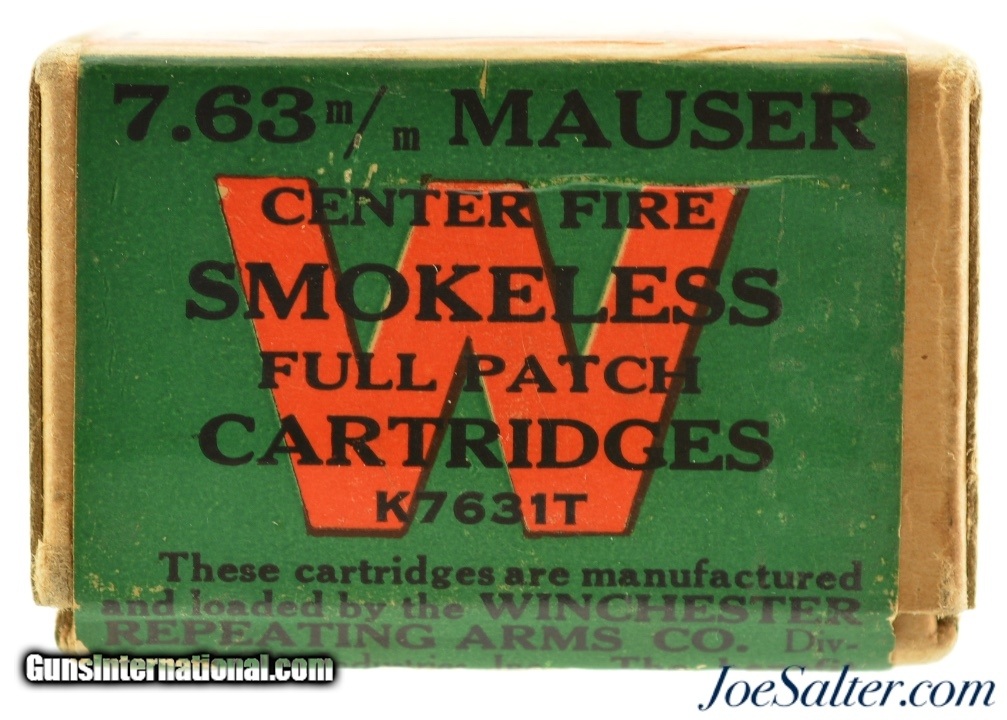 7.63 m/m MAUSER
W
CENTER FIRE
SMOKELESS
FULL PATCH
CARTRIDGES
K7631T
These cartridges are manufactured
and loaded by the WINCHESTER
REPEATING ARMS CO. Div-
GunsInternational.com
JoeSalter.com